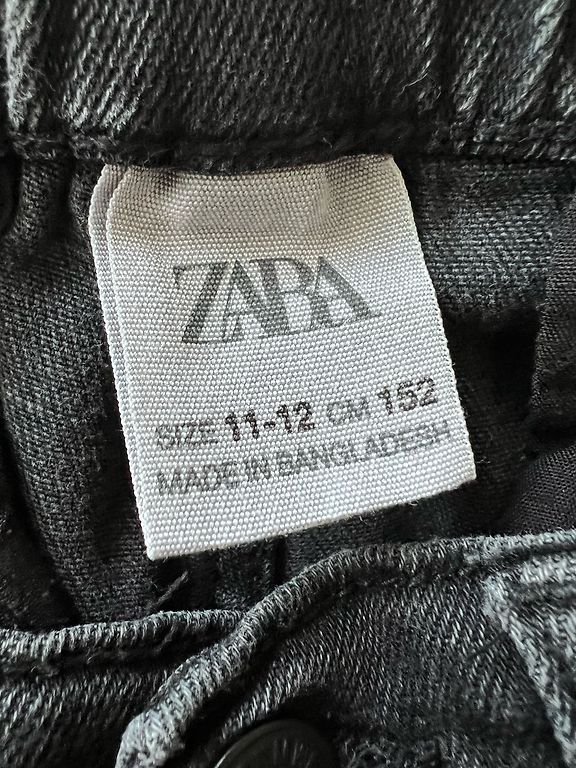 ZARA
SIZE 11-12 CM 152
MADE IN BANGLADESH